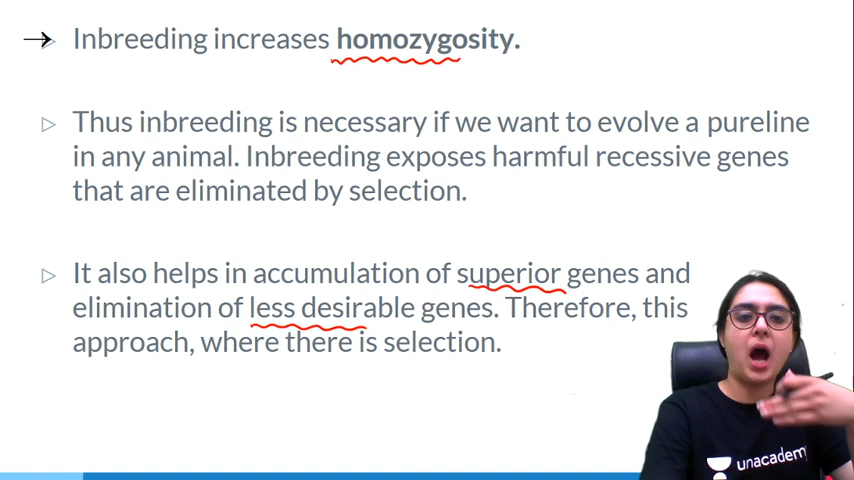 Inbreeding increases homozygosity.
Thus inbreeding is necessary if we want to evolve a pureline
in any animal. Inbreeding exposes harmful recessive genes
that are eliminated by selection.
It also helps in accumulation of superior genes and
elimination of less desirable genes. Therefore, this
approach, where there is selection.
unacademy